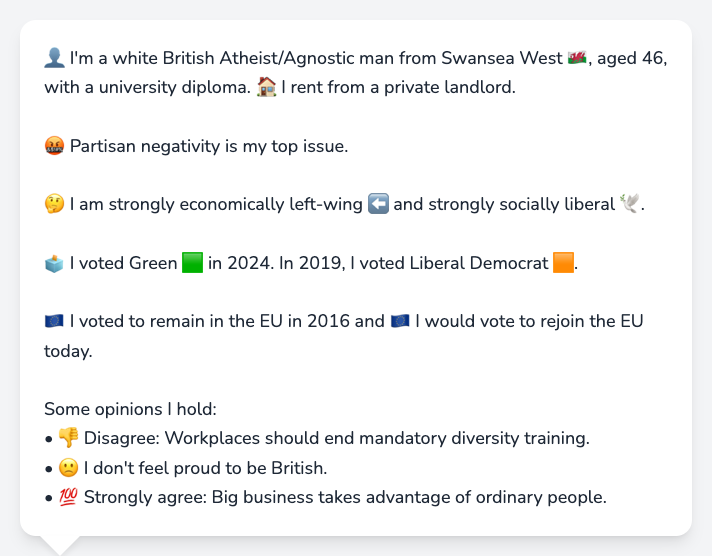 👤 I'm a white British Atheist/Agnostic man from Swansea West 🏴󠁧󠁢󠁷󠁬󠁳󠁿, aged 46,
with a university diploma. 🏠 I rent from a private landlord.
🤬 Partisan negativity is my top issue.
🤔 I am strongly economically left-wing ⬅️ and strongly socially liberal 🕊️.
🗳️ I voted Green 🟩 in 2024. In 2019, I voted Liberal Democrat 🟧.
🇪🇺 I voted to remain in the EU in 2016 and 🇪🇺 I would vote to rejoin the EU
today.
Some opinions I hold:
• 👎 Disagree: Workplaces should end mandatory diversity training.
• 🙁 I don't feel proud to be British.
• 💯 Strongly agree: Big business takes advantage of ordinary people.